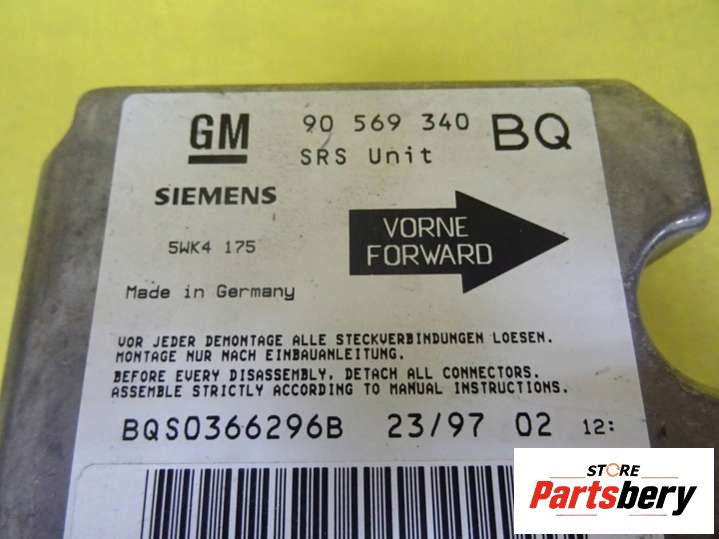 GM 90 569 340 BQ
SRS Unit
SIEMENS
5WK4 175
VORNE
FORWARD
Made in Germany
VOR JEDER DEMONTAGE ALLE STECKVERBINDUNGEN LOESEN.
MONTAGE NUR NACH EINBAUANLEITUNG.
BEFORE EVERY DISASSEMBLY, DETACH ALL CONNECTORS.
ASSEMBLE STRICTLY ACCORDING TO MANUAL INSTRUCTIONS.
BQS0366296B 23/97 02 12:
STORE
Partsbery